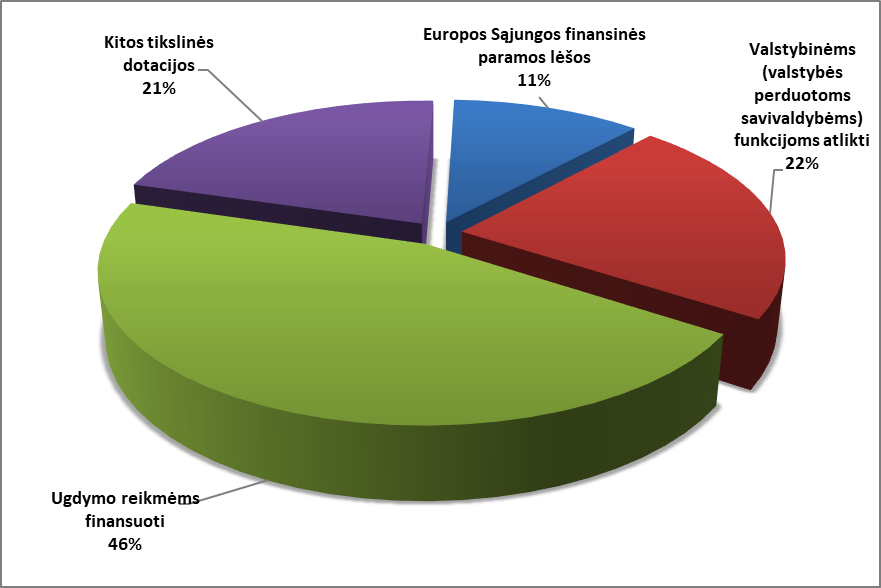 Kitos tikslinės
dotacijos
21%
Europos Sąjungos finansinės
paramos lėšos
11%
Valstybinėms
(valstybės
perduotoms
savivaldybėms)
funkcijoms atlikti
22%
Ugdymo reikmėms
finansuoti
46%